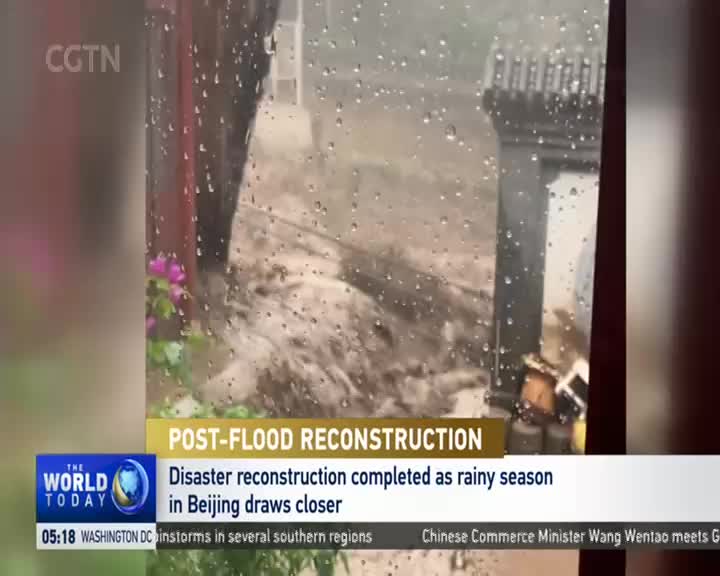 CGTN
POST-FLOOD RECONSTRUCTION
THE
WORLD
TODAY
Disaster reconstruction completed as rainy season
in Beijing draws closer
05:18 WASHINGTON DC
in several southern regions Chinese Commerce Minister Wang Wentao meets